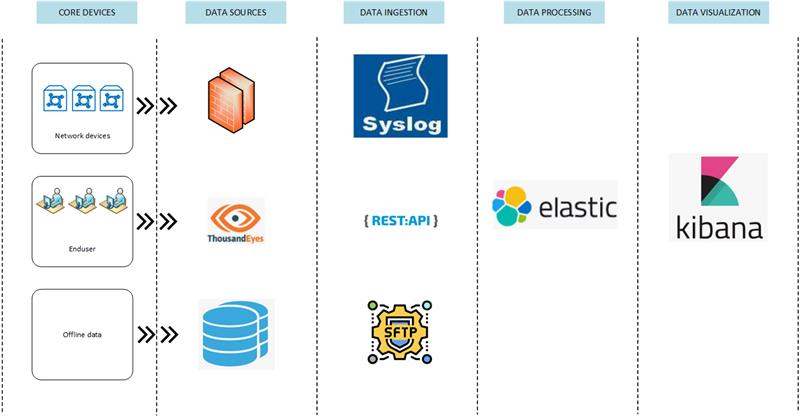 CORE DEVICES
DATA SOURCES
DATA INGESTION
DATA PROCESSING
DATA VISUALIZATION
Network devices
Syslog
Enduser
ThousandEyes
{ REST:API }
elastic
kibana
Offline data
SFTP